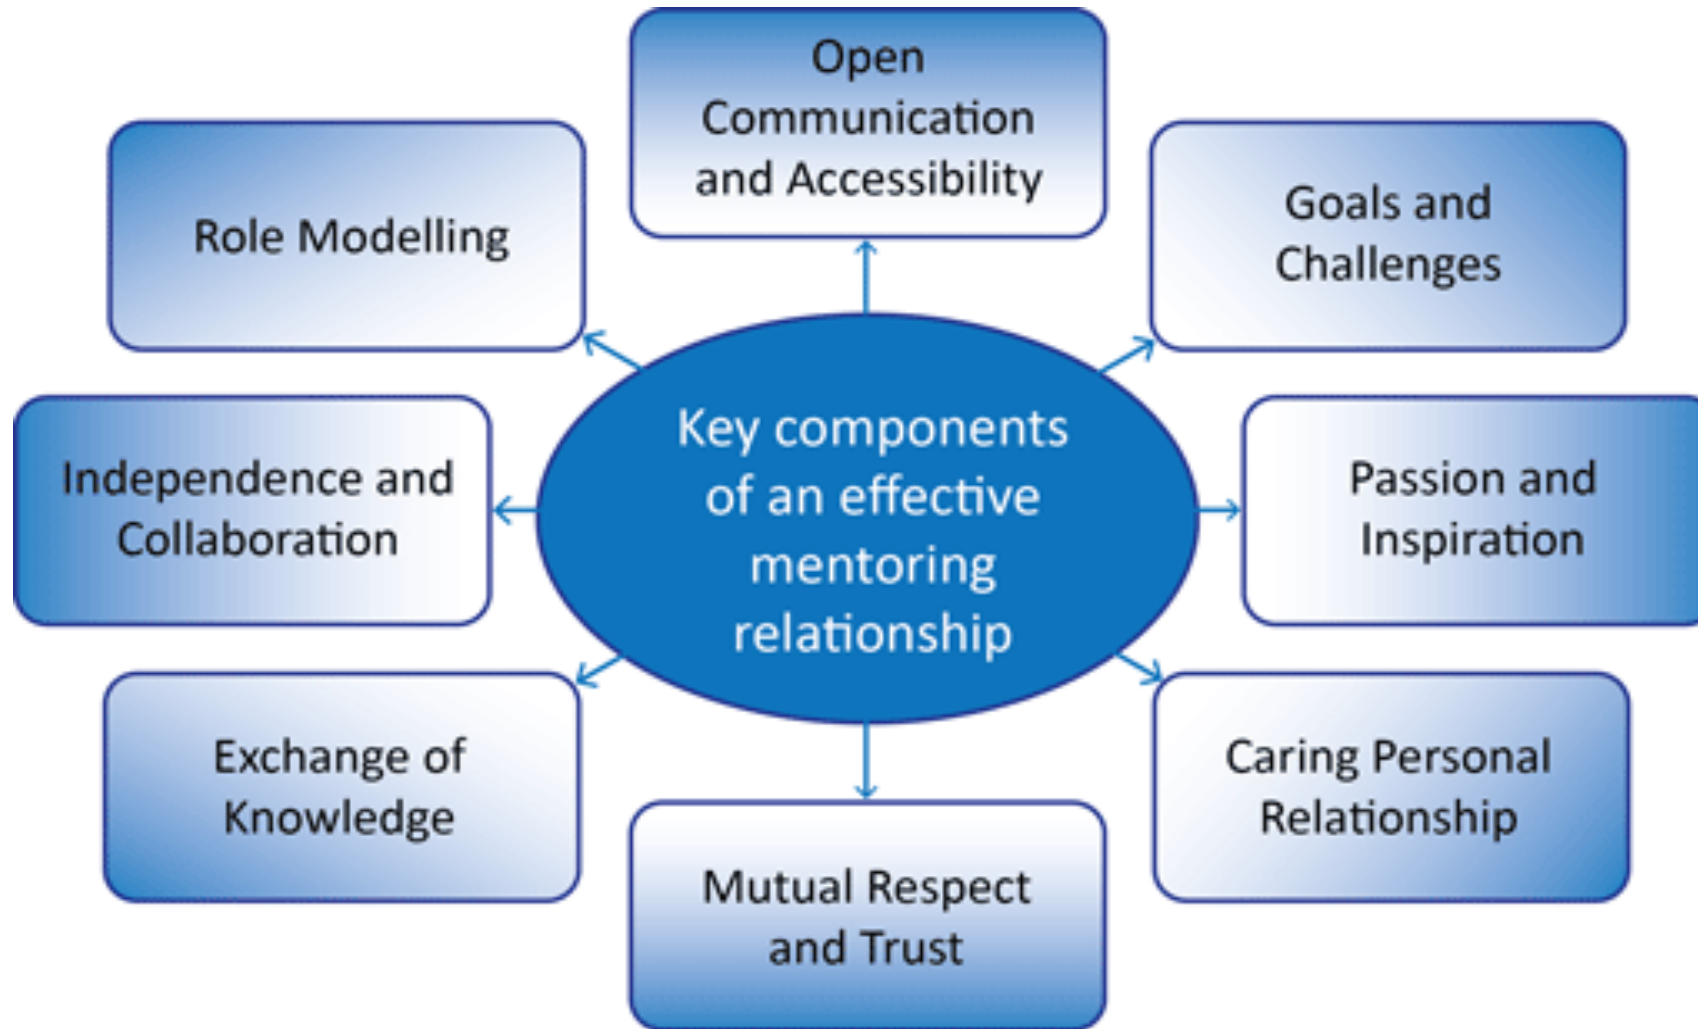 Open
Communication
and Accessibility
Goals and
Challenges
Passion and
Inspiration
Caring Personal
Relationship
Mutual Respect
and Trust
Exchange of
Knowledge
Independence and
Collaboration
Role Modelling
Key components
of an effective
mentoring
relationship